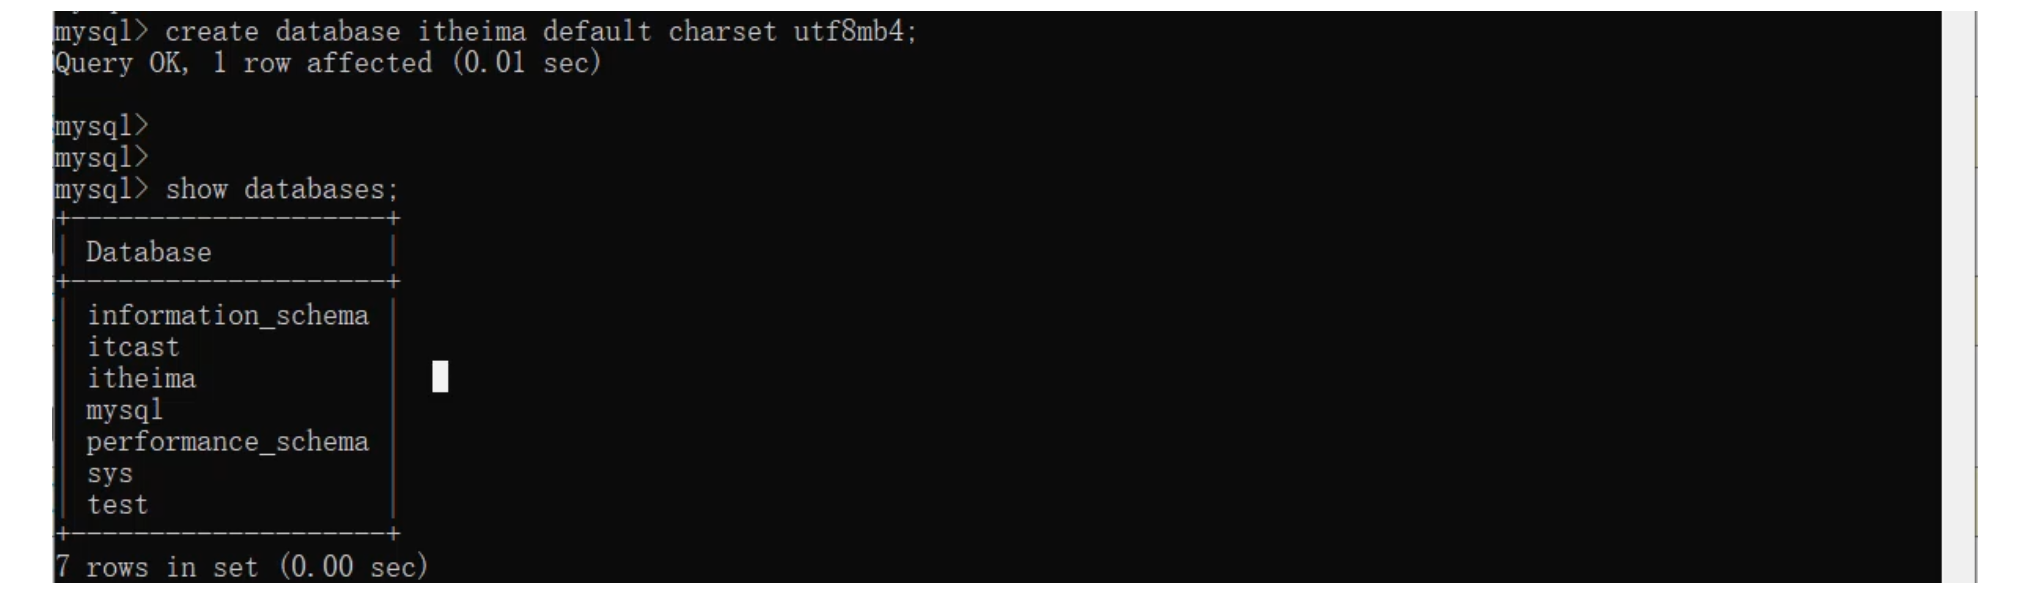 mysql> create database itheima default charset utf8mb4;
Query OK, 1 row affected (0.01 sec)
mysql>
mysql>
mysql> show databases;
+--------------------+
| Database           |
+--------------------+
| information_schema |
| itcast             |
| itheima            |
| mysql              |
| performance_schema |
| sys                |
| test               |
+--------------------+
7 rows in set (0.00 sec)